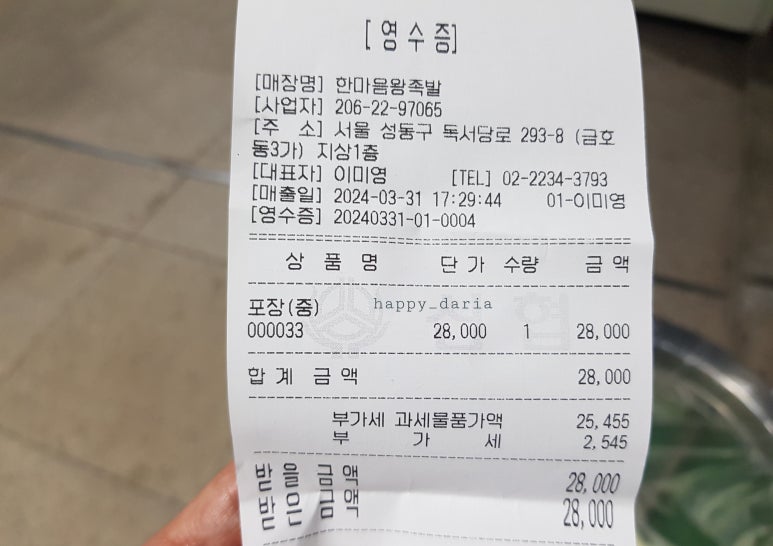 [영수증]
[매장명] 한마음왕족발
[사업자] 206-22-97065
[주 소] 서울 성동구 독서당로 293-8 (금호
동3가) 지상1층
[대표자] 이미영 [TEL] 02-2234-3793
[매출일] 2024-03-31 17:29:44 01-이미영
[영수증] 20240331-01-0004
상 품 명 단 가 수량 금 액
포장(중) happy_daria
000033 28,000 1 28,000
합 계 금 액 28,000
부가세 과세물품가액 25,455
부 가 세 2,545
받 을 금 액 28,000
받 은 금 액 28,000